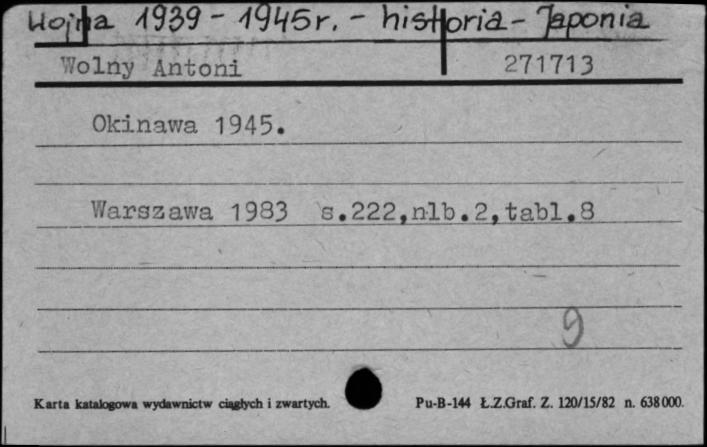 Wojna 1939 - 1945 r. - historia - Japonia
Wolny Antoni 271713
Okinawa 1945.
Warszawa 1983 s.222,nlb.2,tabl.8
9
Karta katalogowa wydawnictw ciągłych i zwartych. Pu-B-144 Ł.Z.Graf. Z. 120/15/82 n. 638000.